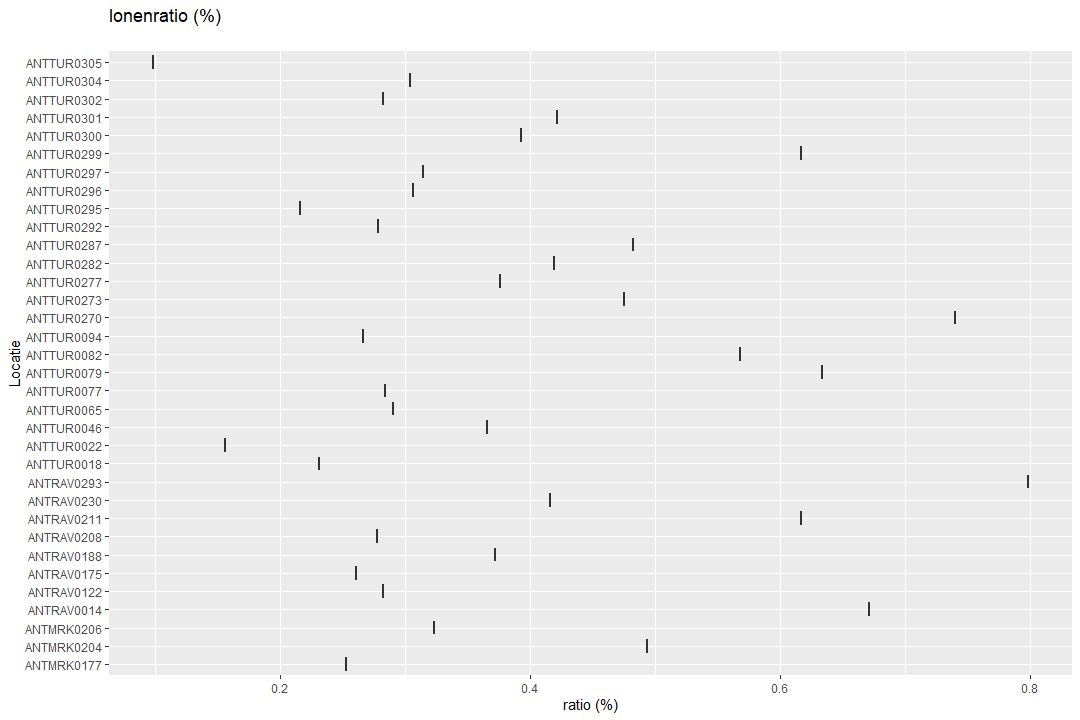 Ionenratio (%)
ANTTUR0305
ANTTUR0304
ANTTUR0302
ANTTUR0301
ANTTUR0300
ANTTUR0299
ANTTUR0297
ANTTUR0296
ANTTUR0295
ANTTUR0292
ANTTUR0287
ANTTUR0282
ANTTUR0277
ANTTUR0273
ANTTUR0270
ANTTUR0094
ANTTUR0082
ANTTUR0079
ANTTUR0077
ANTTUR0065
ANTTUR0046
ANTTUR0022
ANTTUR0018
ANTRAV0293
ANTRAV0230
ANTRAV0211
ANTRAV0208
ANTRAV0188
ANTRAV0175
ANTRAV0122
ANTRAV0014
ANTMRK0206
ANTMRK0204
ANTMRK0177
Locatie
0.2 0.4 0.6 0.8
ratio (%)